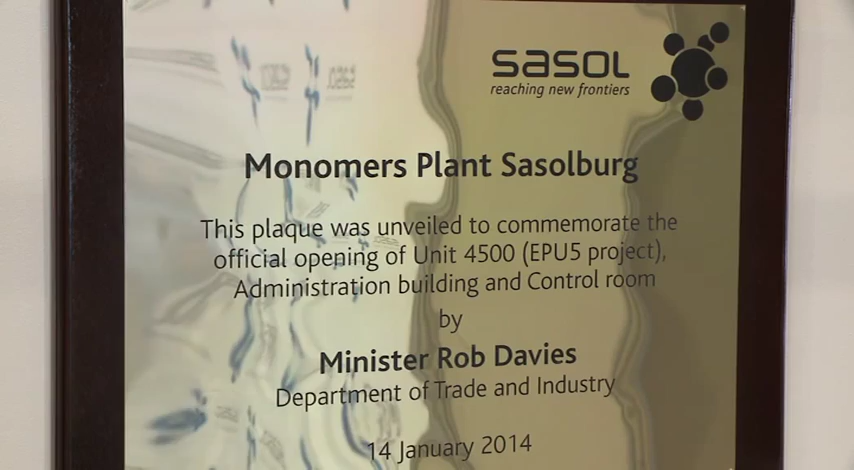 sasol
reaching new frontiers
Monomers Plant Sasolburg
This plaque was unveiled to commemorate the
official opening of Unit 4500 (EPU5 project),
Administration building and Control room
by
Minister Rob Davies
Department of Trade and Industry
14 January 2014